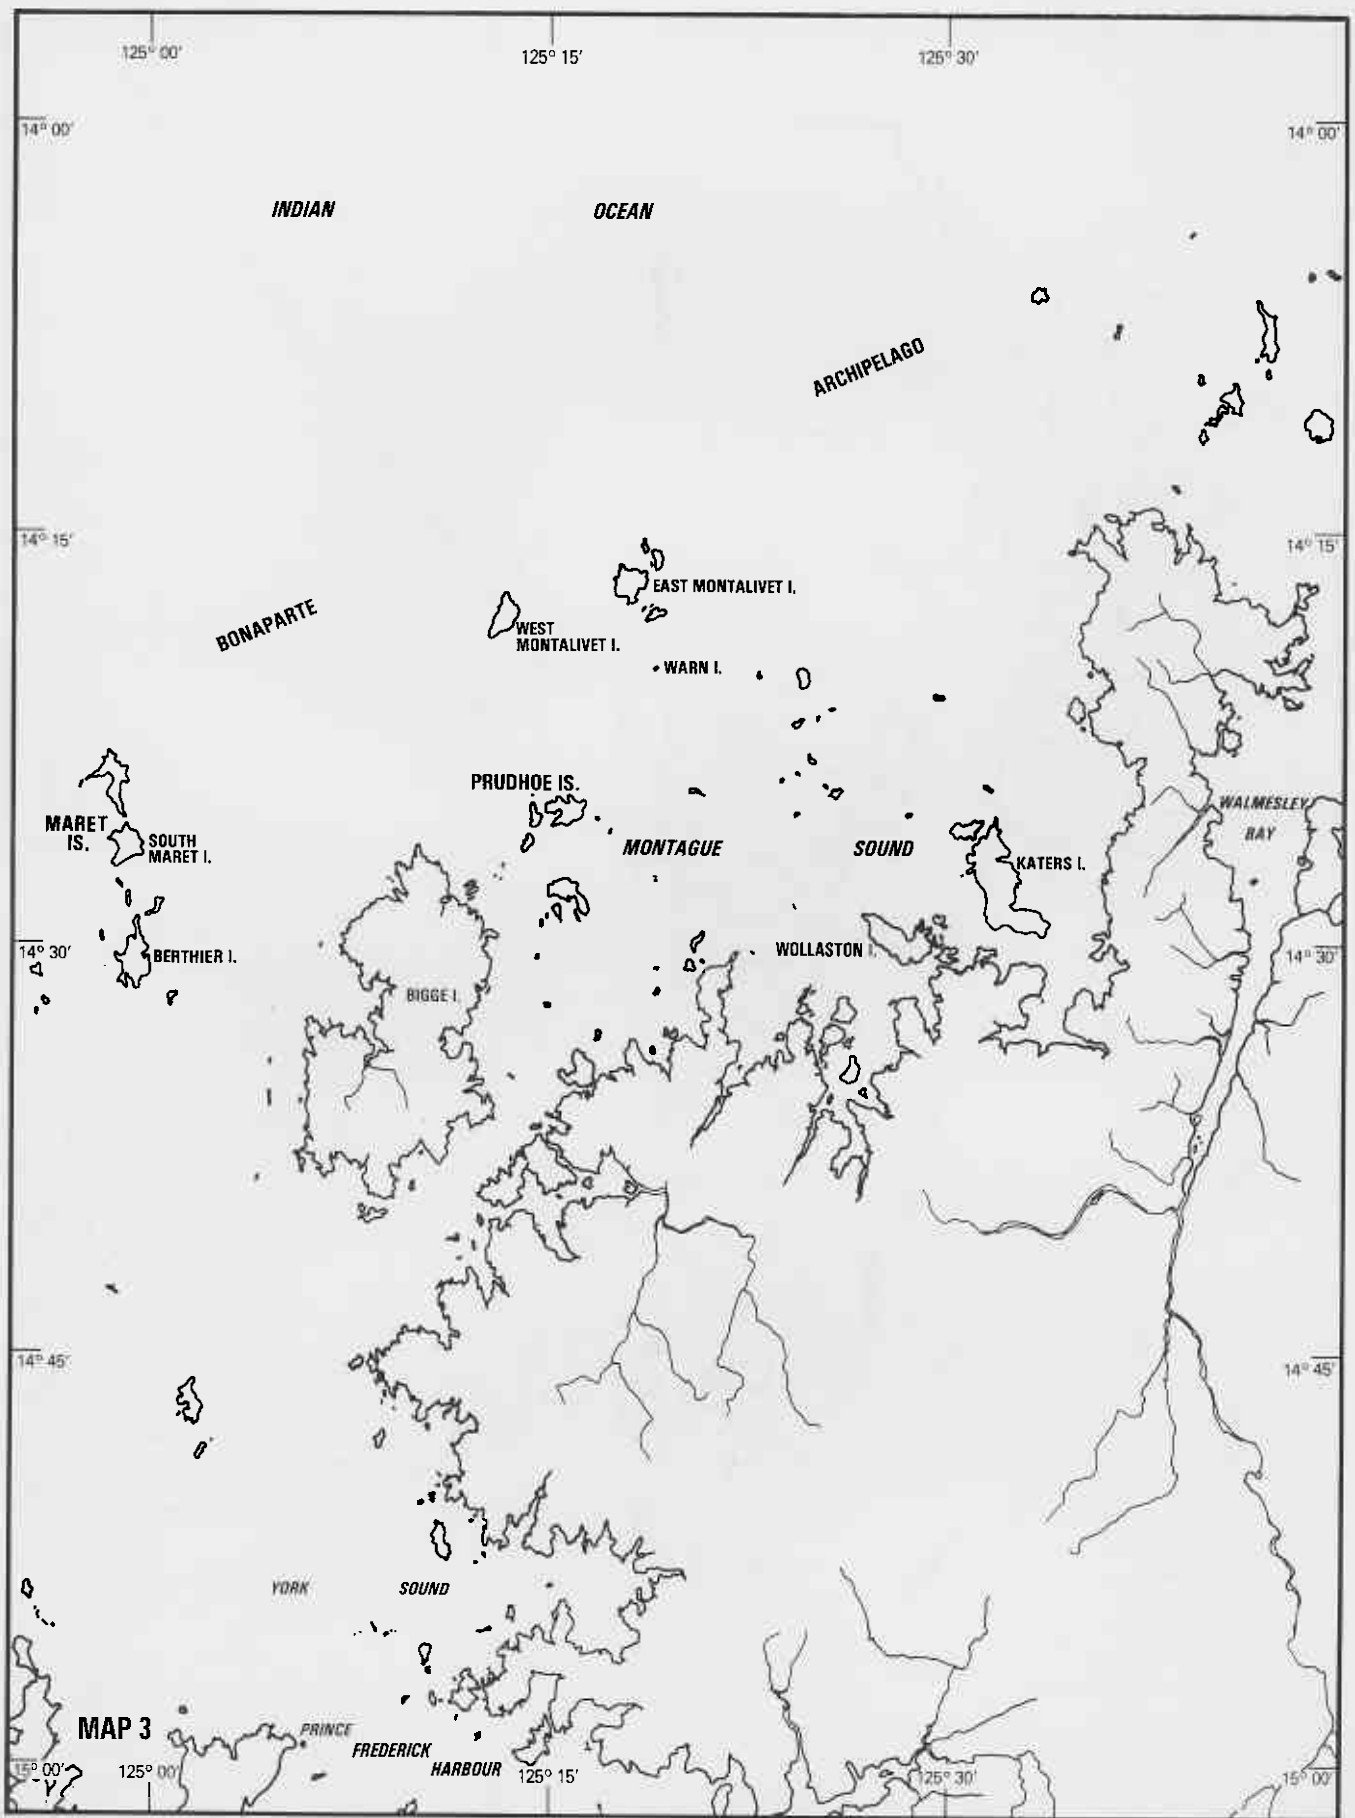 125° 00'
125° 15'
125° 30'
14° 00'
14° 00'
INDIAN OCEAN
ARCHIPELAGO
14° 15'
14° 15'
EAST MONTALIVET I.
BONAPARTE
WEST
MONTALIVET I.
WARN I.
PRUDHOE IS.
WALMESLEY
BAY
MARET
IS.
SOUTH
MARET I.
MONTAGUE SOUND
KATERS I.
14° 30'
BERTHIER I.
WOLLASTON I.
14° 30'
BIGGE I.
14° 45'
14° 45'
YORK SOUND
MAP 3
PRINCE
FREDERICK
HARBOUR
15° 00'
125° 00'
125° 15'
125° 30'
15° 00'